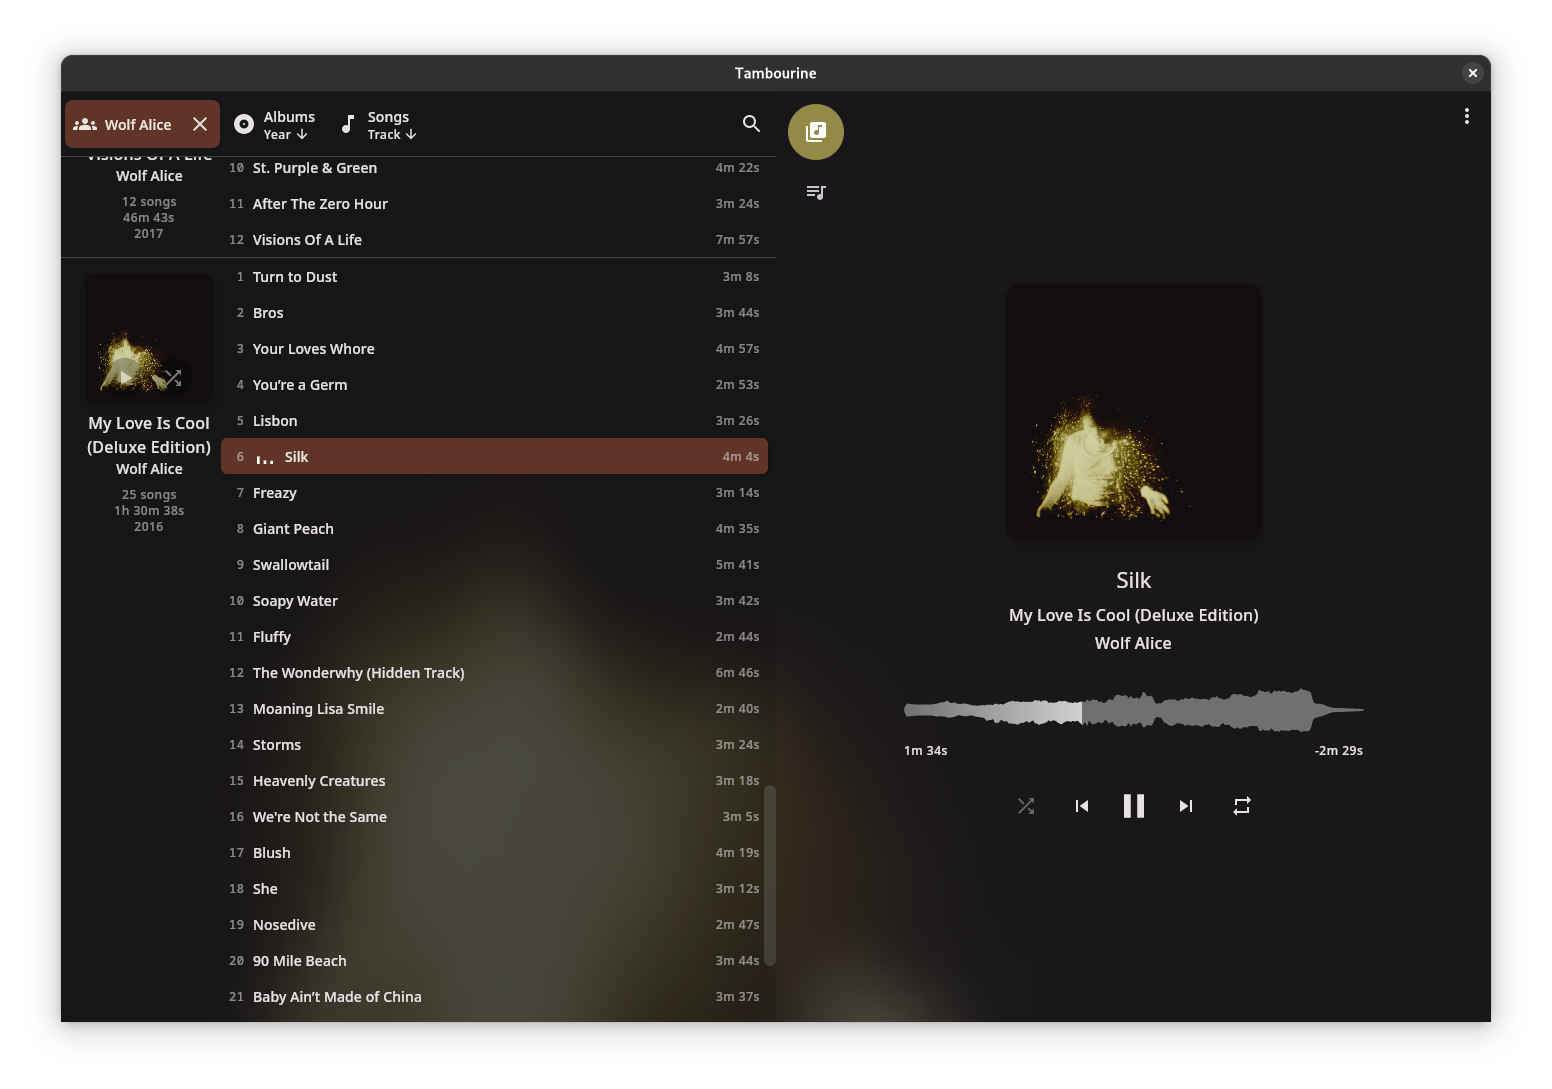 Tambourine
Wolf Alice
Albums
Year
Songs
Track
Visions Of A Life
Wolf Alice
12 songs
46m 43s
2017
10 St. Purple & Green 4m 22s
11 After The Zero Hour 3m 24s
12 Visions Of A Life 7m 57s
My Love Is Cool
(Deluxe Edition)
Wolf Alice
25 songs
1h 30m 38s
2016
1 Turn to Dust 3m 8s
2 Bros 3m 44s
3 Your Loves Whore 4m 57s
4 You’re a Germ 2m 53s
5 Lisbon 3m 26s
6 Silk 4m 4s
7 Freazy 3m 14s
8 Giant Peach 4m 35s
9 Swallowtail 5m 41s
10 Soapy Water 3m 42s
11 Fluffy 2m 44s
12 The Wonderwhy (Hidden Track) 6m 46s
13 Moaning Lisa Smile 2m 40s
14 Storms 3m 24s
15 Heavenly Creatures 3m 18s
16 We're Not the Same 3m 5s
17 Blush 4m 19s
18 She 3m 12s
19 Nosedive 2m 47s
20 90 Mile Beach 3m 44s
21 Baby Ain’t Made of China 3m 37s
Silk
My Love Is Cool (Deluxe Edition)
Wolf Alice
1m 34s
-2m 29s